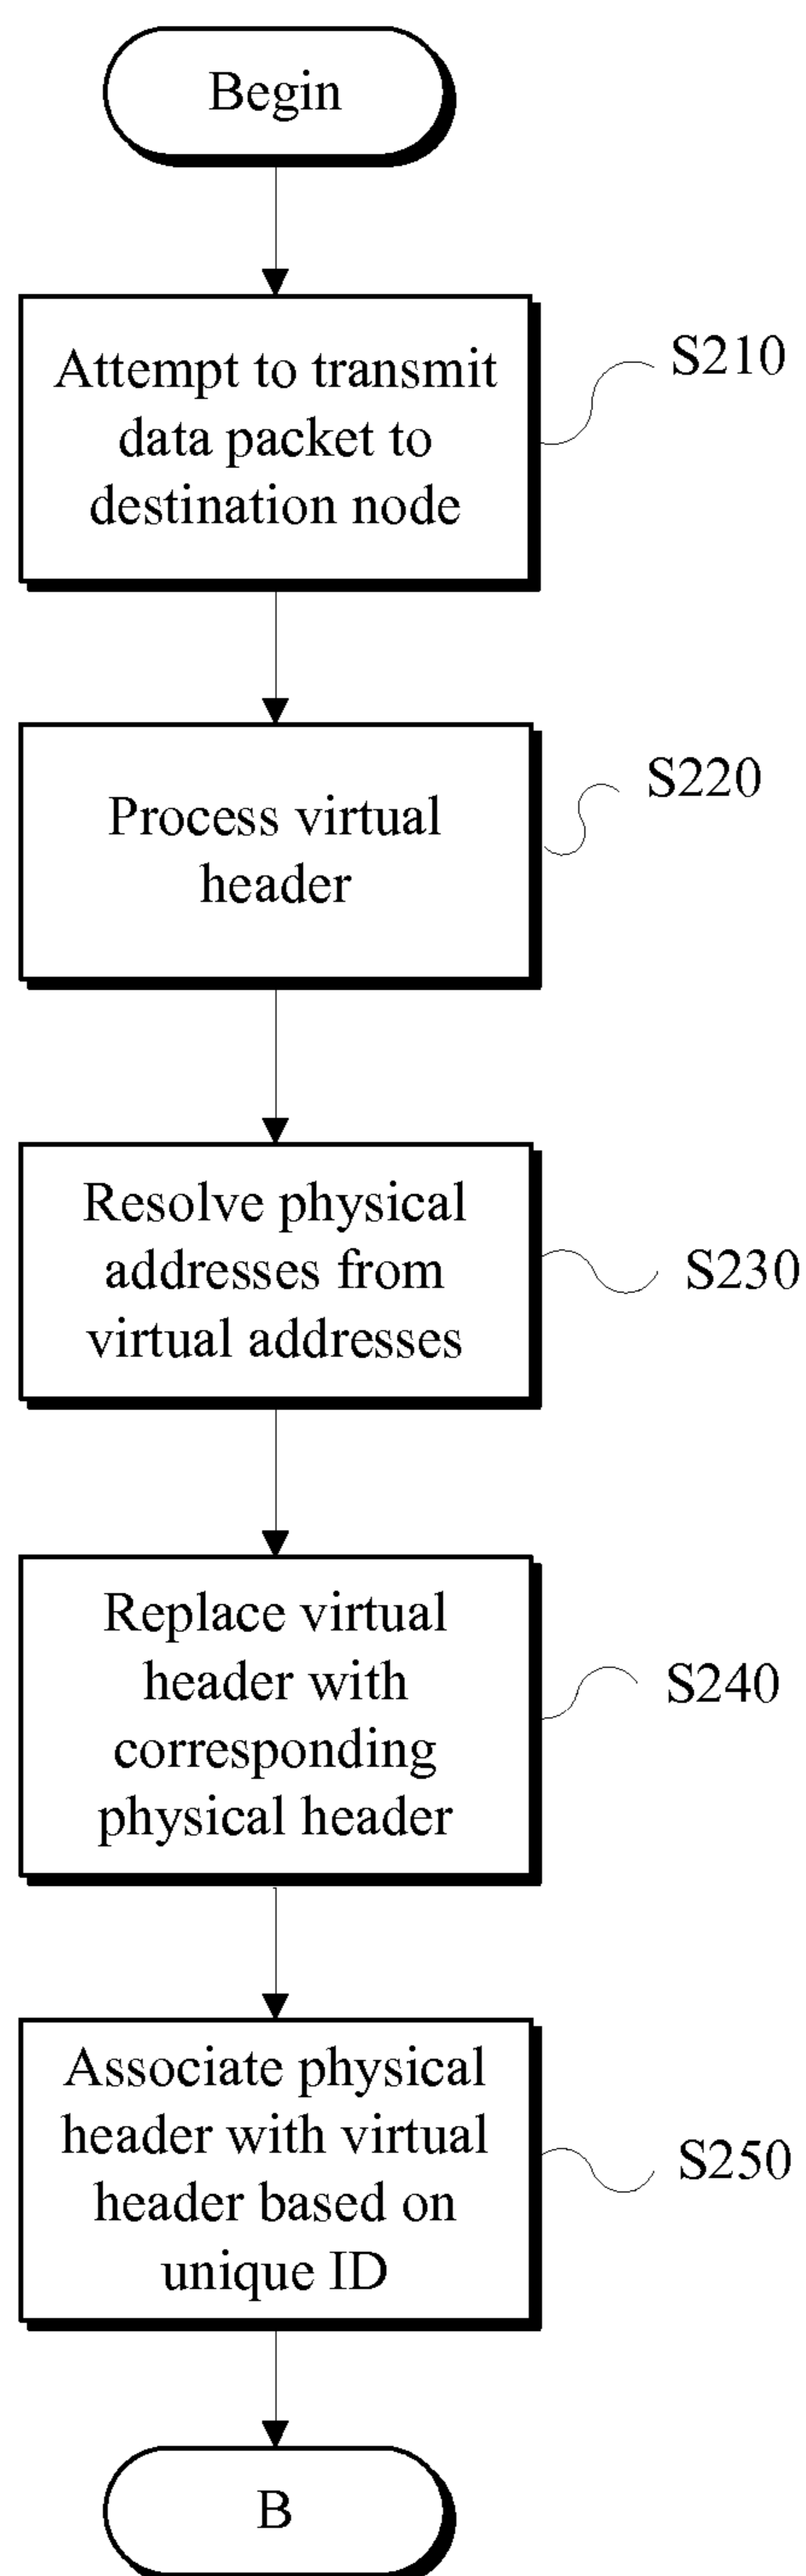 Begin
Attempt to transmit
data packet to
destination node
S210
Process virtual
header
S220
Resolve physical
addresses from
virtual addresses
S230
Replace virtual
header with
corresponding
physical header
S240
Associate physical
header with virtual
header based on
unique ID
S250
B